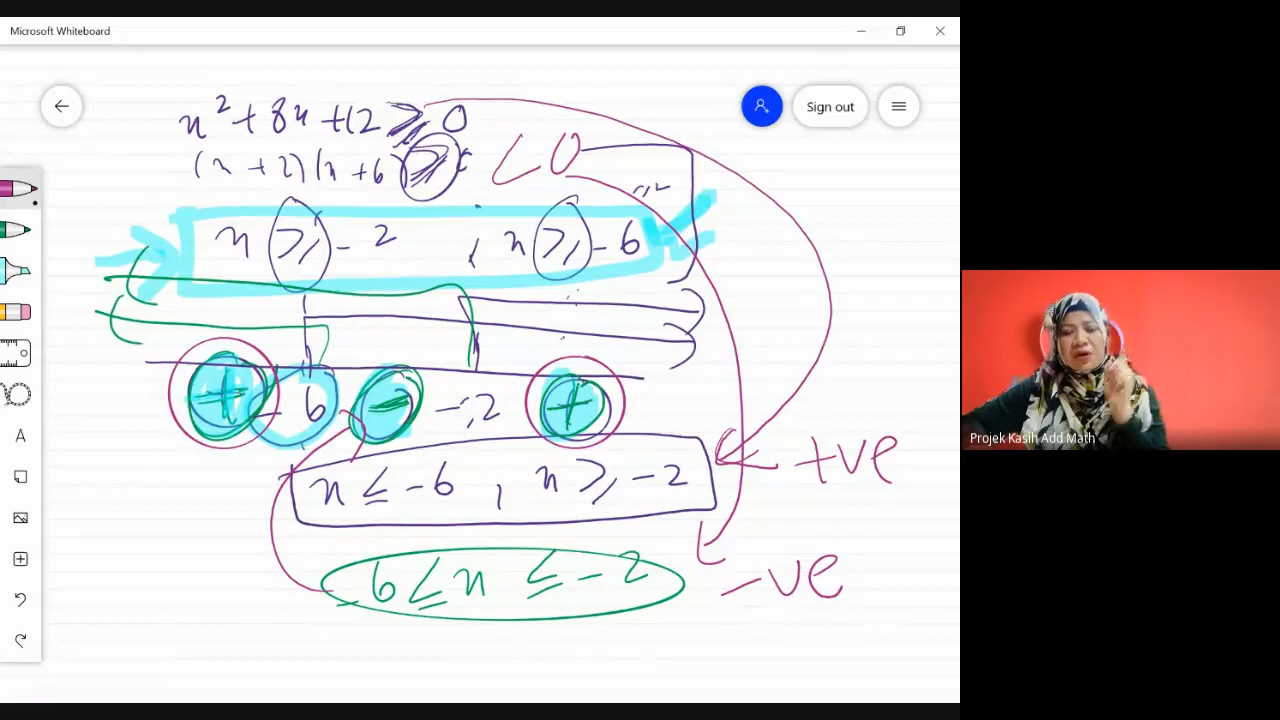 Microsoft Whiteboard
Sign out
x² + 8x + 12 ≥ 0
(x + 2)(x + 6) ≥ < 0
x ≥ -2 , x ≥ -6
+ -6 - -2 +
x ≤ -6 , x ≥ -2
+ve
-6 ≤ x ≤ -2
-ve
Projek Kasih Add Math
A